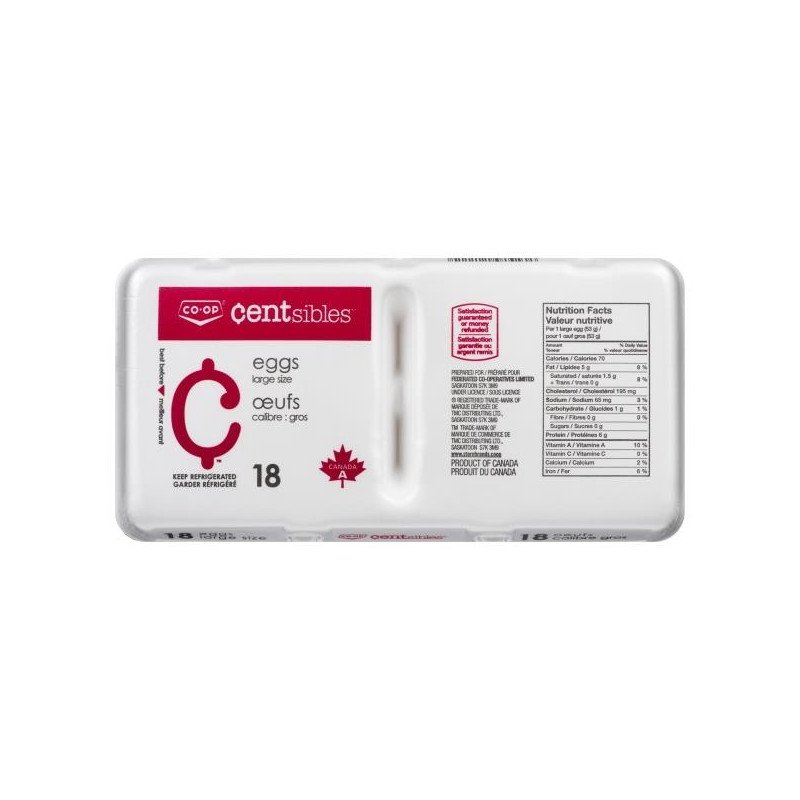 CO-OP
centsibles
best before ♥ meilleur avant
eggs
large size
œufs
calibre : gros
KEEP REFRIGERATED
GARDER RÉFRIGÉRÉ
18
CANADA
A
Satisfaction
guaranteed
or money
refunded
Satisfaction
garantie ou
argent remis
PREPARED FOR / PRÉPARÉ POUR
FEDERATED CO-OPERATIVES LIMITED
SASKATOON S7K 3M9
UNDER LICENCE / SOUS LICENCE
® REGISTERED TRADE-MARK OF
MARQUE DÉPOSÉE DE
TMC DISTRIBUTING LTD.,
SASKATOON S7K 3M9
TM TRADE-MARK OF
MARQUE DE COMMERCE DE
TMC DISTRIBUTING LTD.,
SASKATOON S7K 3M9
www.storebrands.coop
PRODUCT OF CANADA
PRODUIT DU CANADA
Nutrition Facts
Valeur nutritive
Per 1 large egg (53 g) /
pour 1 œuf gros (53 g)
Amount % Daily Value
Teneur % valeur quotidienne
Calories / Calories 70
Fat / Lipides 5 g 8 %
Saturated / saturés 1.5 g
+ Trans / trans 0 g 8 %
Cholesterol / Cholestérol 195 mg
Sodium / Sodium 65 mg 3 %
Carbohydrate / Glucides 1 g 1 %
Fibre / Fibres 0 g 0 %
Sugars / Sucres 0 g
Protein / Protéines 6 g
Vitamin A / Vitamine A 10 %
Vitamin C / Vitamine C 0 %
Calcium / Calcium 2 %
Iron / Fer 6 %
18 eggs
large size
CO-OP centsibles
18 œufs
calibre gros